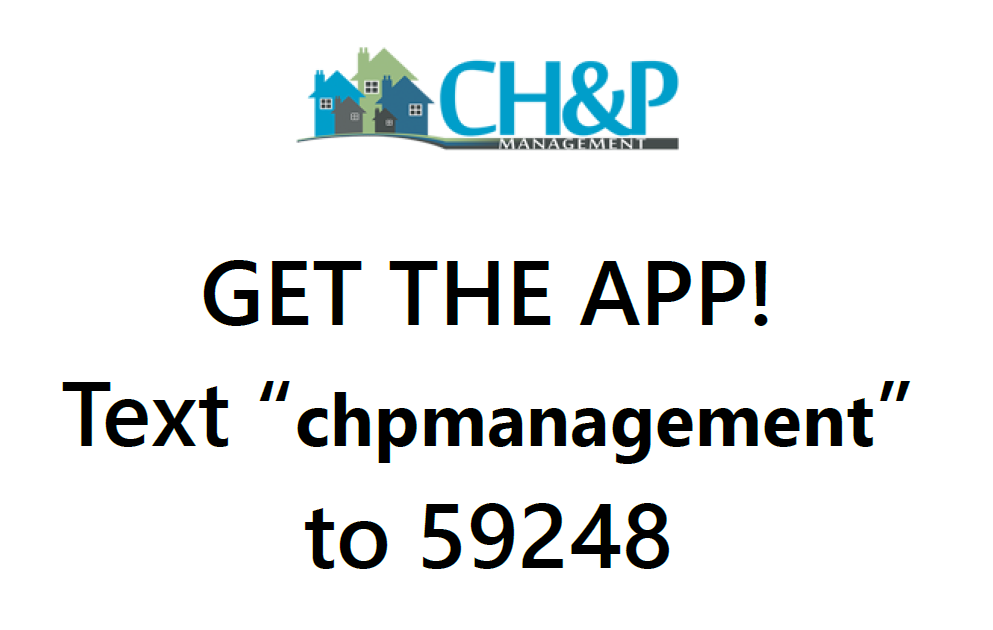 CH&P
MANAGEMENT
GET THE APP!
Text “chpmanagement”
to 59248